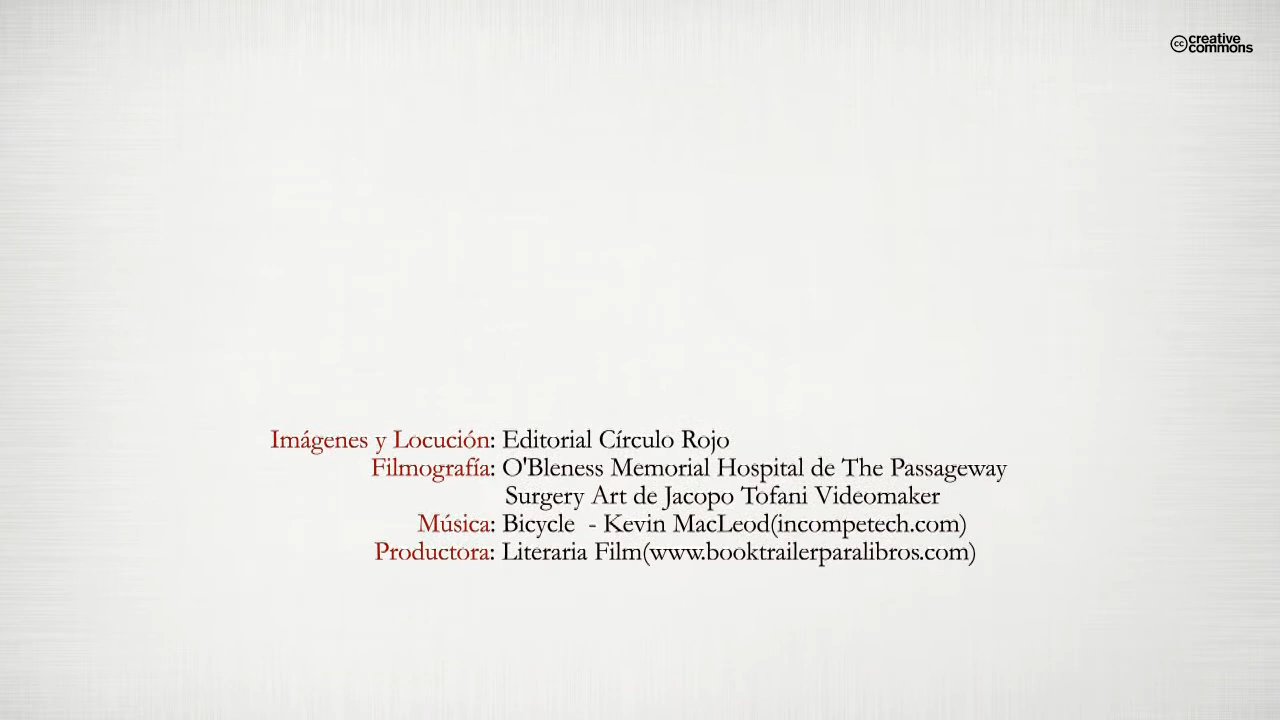 cc creative
commons
Imágenes y Locución: Editorial Círculo Rojo
Filmografía: O'Bleness Memorial Hospital de The Passageway
Surgery Art de Jacopo Tofani Videomaker
Música: Bicycle - Kevin MacLeod(incompetech.com)
Productora: Literaria Film(www.booktrailerparalibros.com)